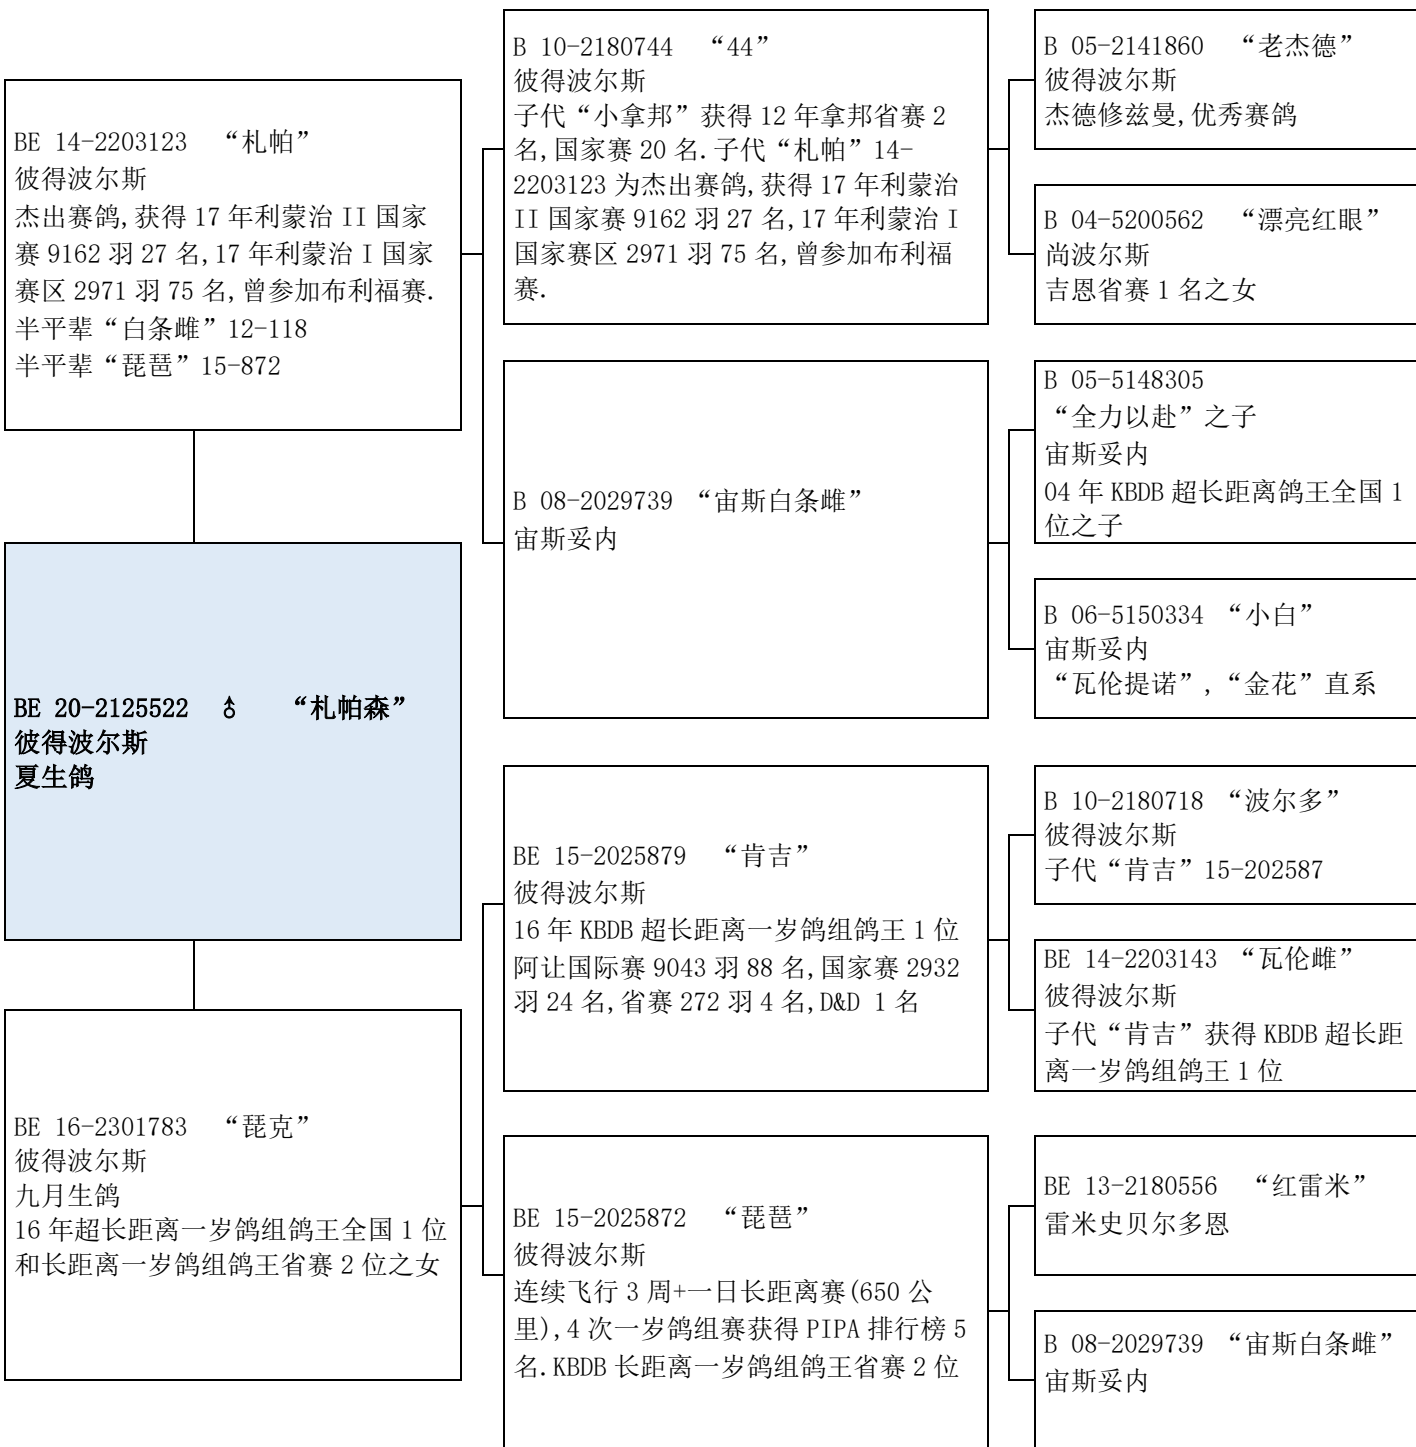 BE 14-2203123 “札帕”
彼得波尔斯
杰出赛鸽,获得 17 年利蒙治 II 国家
赛 9162 羽 27 名,17 年利蒙治 I 国家
赛区 2971 羽 75 名,曾参加布利福赛.
半平辈“白条雌”12-118
半平辈“琵琶”15-872
BE 20-2125522 ♂ “札帕森”
彼得波尔斯
夏生鸽
BE 16-2301783 “琵克”
彼得波尔斯
九月生鸽
16 年超长距离一岁鸽组鸽王全国 1 位
和长距离一岁鸽组鸽王省赛 2 位之女
B 10-2180744 “44”
彼得波尔斯
子代“小拿邦”获得 12 年拿邦省赛 2
名,国家赛 20 名.子代“札帕”14-
2203123 为杰出赛鸽,获得 17 年利蒙治
II 国家赛 9162 羽 27 名,17 年利蒙治 I
国家赛区 2971 羽 75 名,曾参加布利福
赛.
B 08-2029739 “宙斯白条雌”
宙斯妥内
BE 15-2025879 “肯吉”
彼得波尔斯
16 年 KBDB 超长距离一岁鸽组鸽王 1 位
阿让国际赛 9043 羽 88 名,国家赛 2932
羽 24 名,省赛 272 羽 4 名,D&D 1 名
BE 15-2025872 “琵琶”
彼得波尔斯
连续飞行 3 周+一日长距离赛(650 公
里),4 次一岁鸽组赛获得 PIPA 排行榜 5
名.KBDB 长距离一岁鸽组鸽王省赛 2 位
B 05-2141860 “老杰德”
彼得波尔斯
杰德修兹曼,优秀赛鸽
B 04-5200562 “漂亮红眼”
尚波尔斯
吉恩省赛 1 名之女
B 05-5148305
“全力以赴”之子
宙斯妥内
04 年 KBDB 超长距离鸽王全国 1
位之子
B 06-5150334 “小白”
宙斯妥内
“瓦伦提诺”,“金花”直系
B 10-2180718 “波尔多”
彼得波尔斯
子代“肯吉”15-202587
BE 14-2203143 “瓦伦雌”
彼得波尔斯
子代“肯吉”获得 KBDB 超长距
离一岁鸽组鸽王 1 位
BE 13-2180556 “红雷米”
雷米史贝尔多恩
B 08-2029739 “宙斯白条雌”
宙斯妥内